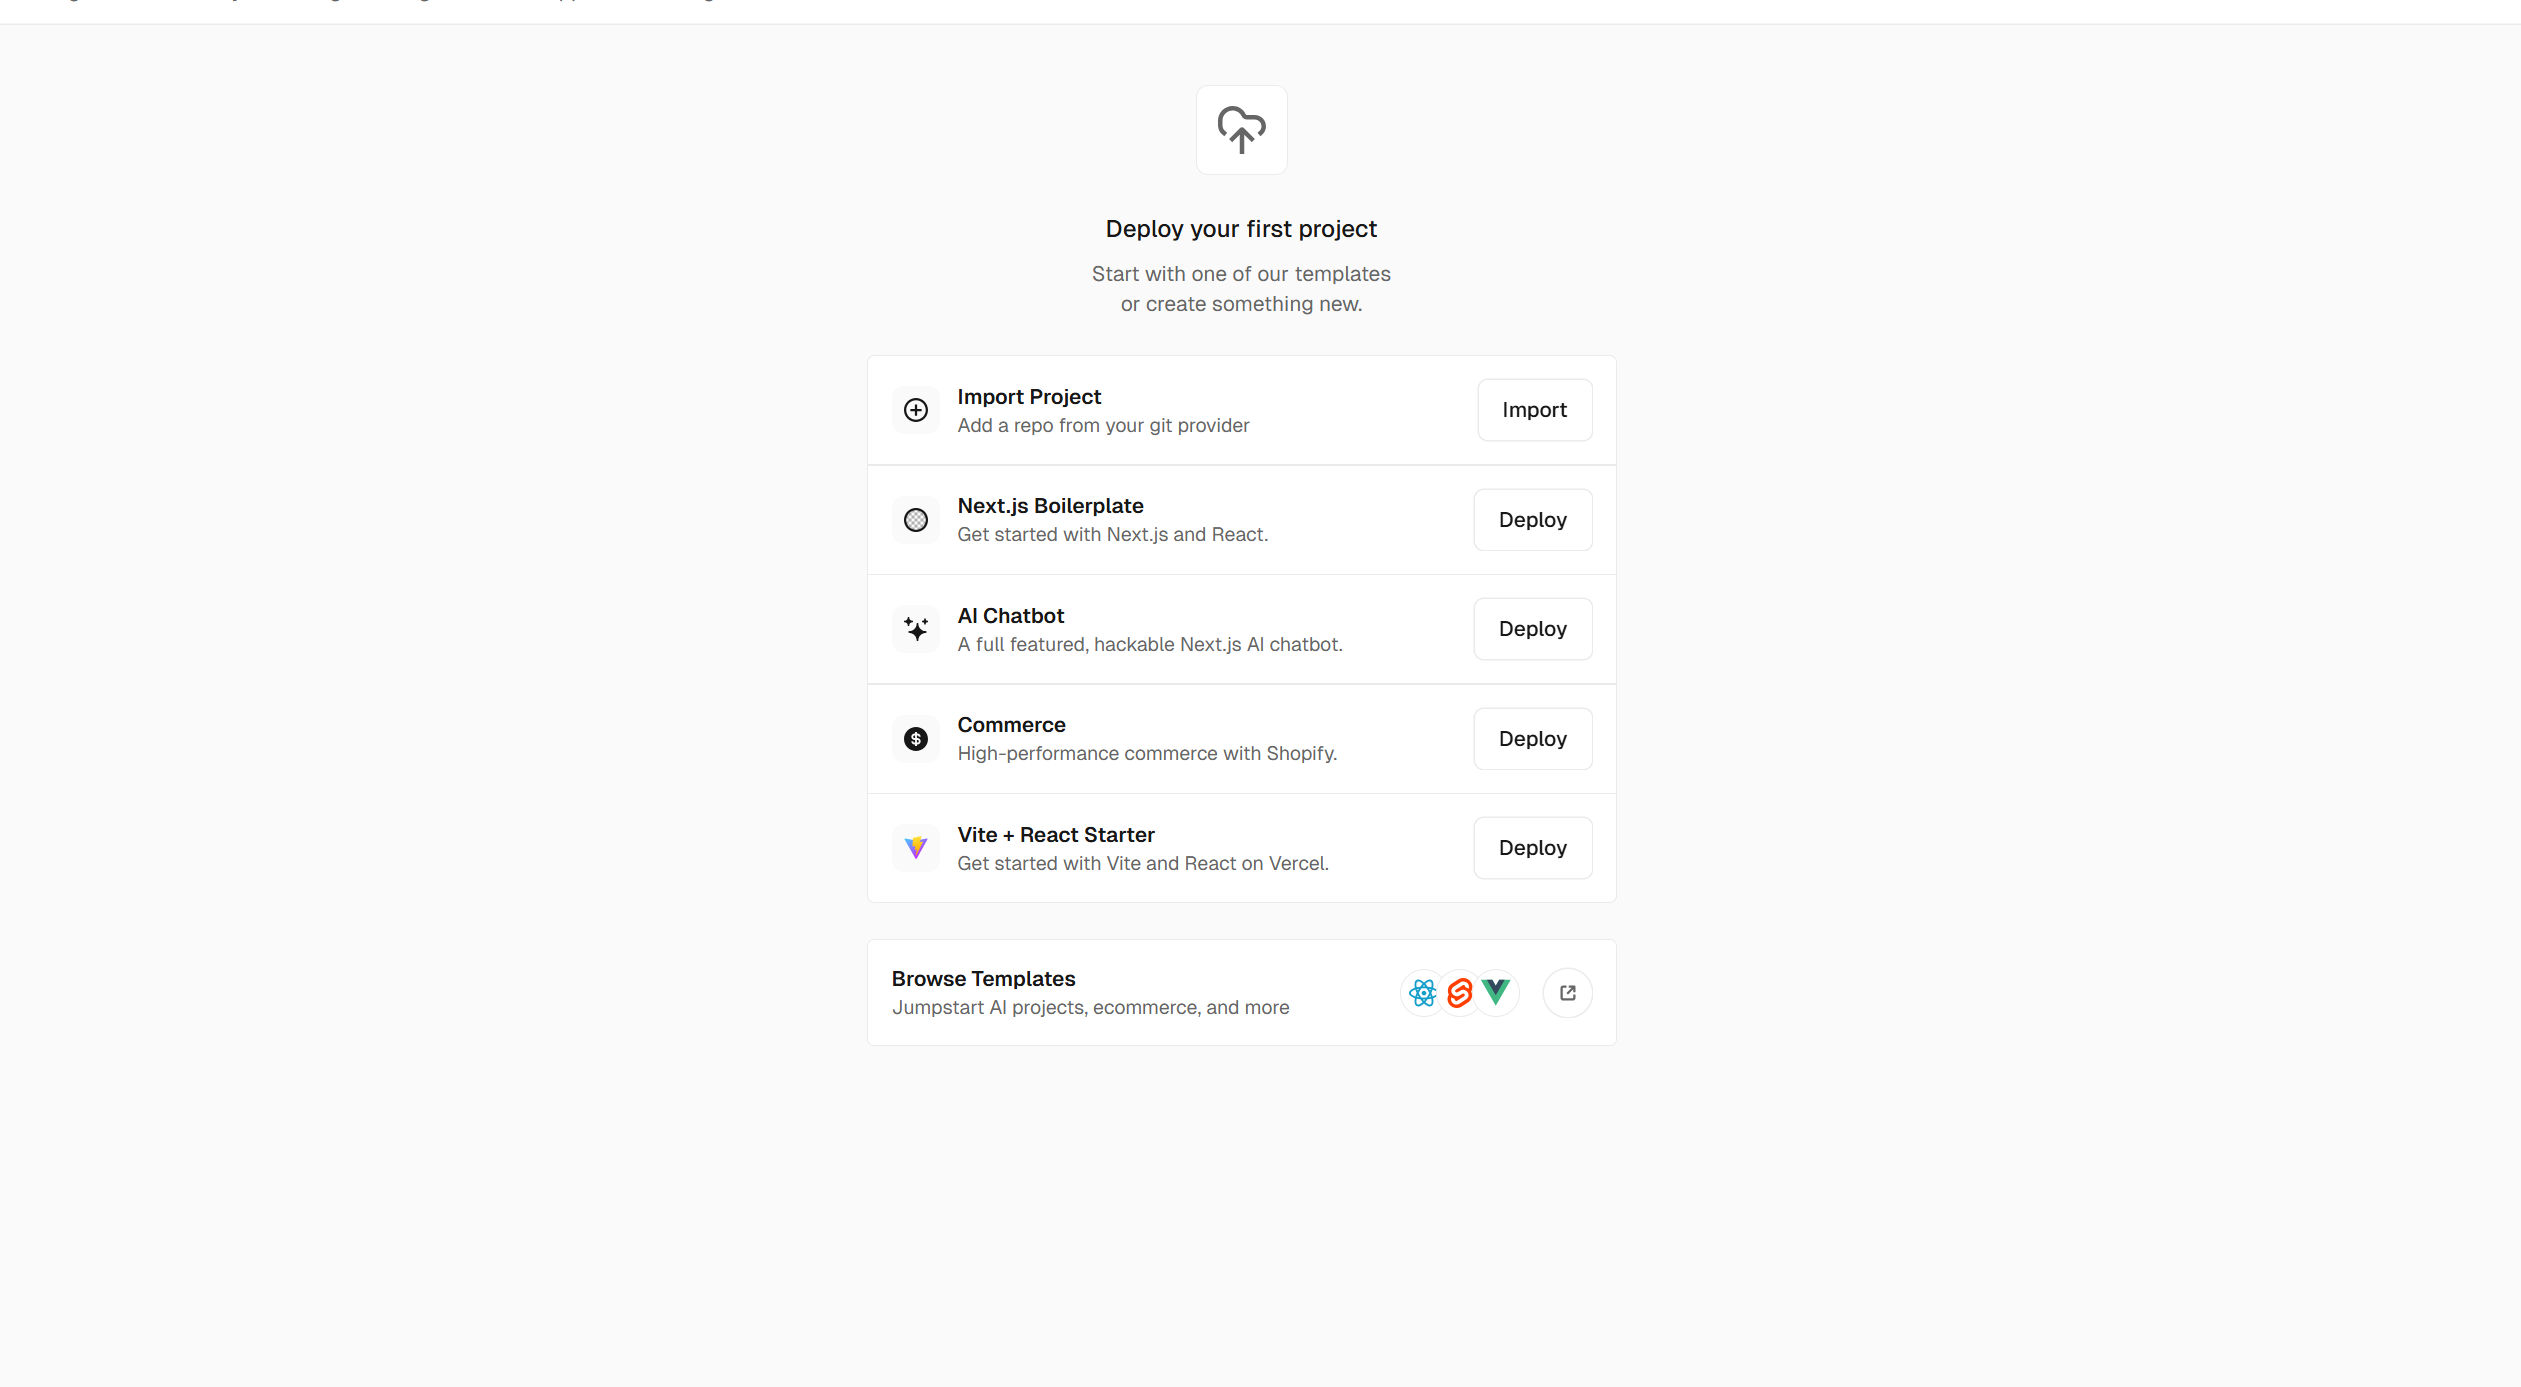 Deploy your first project
Start with one of our templates
or create something new.
Import Project
Add a repo from your git provider
Import
Next.js Boilerplate
Get started with Next.js and React.
Deploy
AI Chatbot
A full featured, hackable Next.js AI chatbot.
Deploy
Commerce
High-performance commerce with Shopify.
Deploy
Vite + React Starter
Get started with Vite and React on Vercel.
Deploy
Browse Templates
Jumpstart AI projects, ecommerce, and more